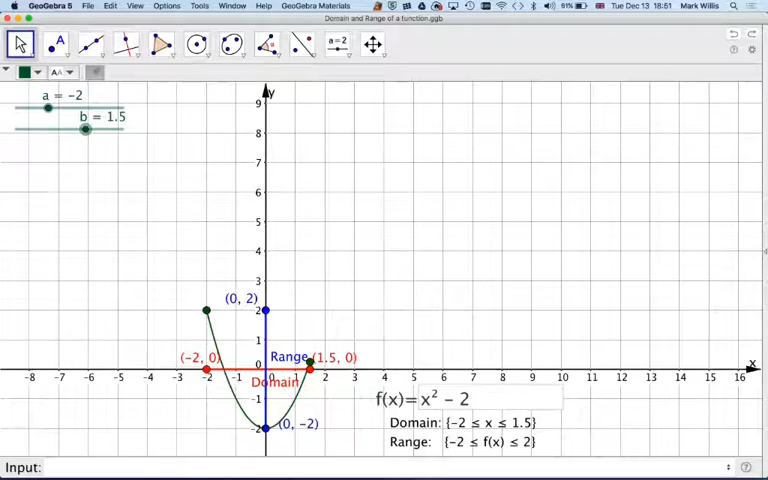 GeoGebra 5 File Edit View Options Tools Window Help GeoGebra Materials 61% Tue Dec 13 18:51 Mark Willis
Domain and Range of a function.ggb
A
a=2
AA
a = −2
b = 1.5
y
9
8
7
6
5
4
3
2
1
0
−1
−2
(0, 2)
Range
(−2, 0)
(1.5, 0)
−8 −7 −6 −5 −4 −3 −2 −1 0 1 2 3 4 5 6 7 8 9 10 11 12 13 14 15 16
x
Domain
(0, −2)
f(x)= x² − 2
Domain: {−2 ≤ x ≤ 1.5}
Range: {−2 ≤ f(x) ≤ 2}
Input: